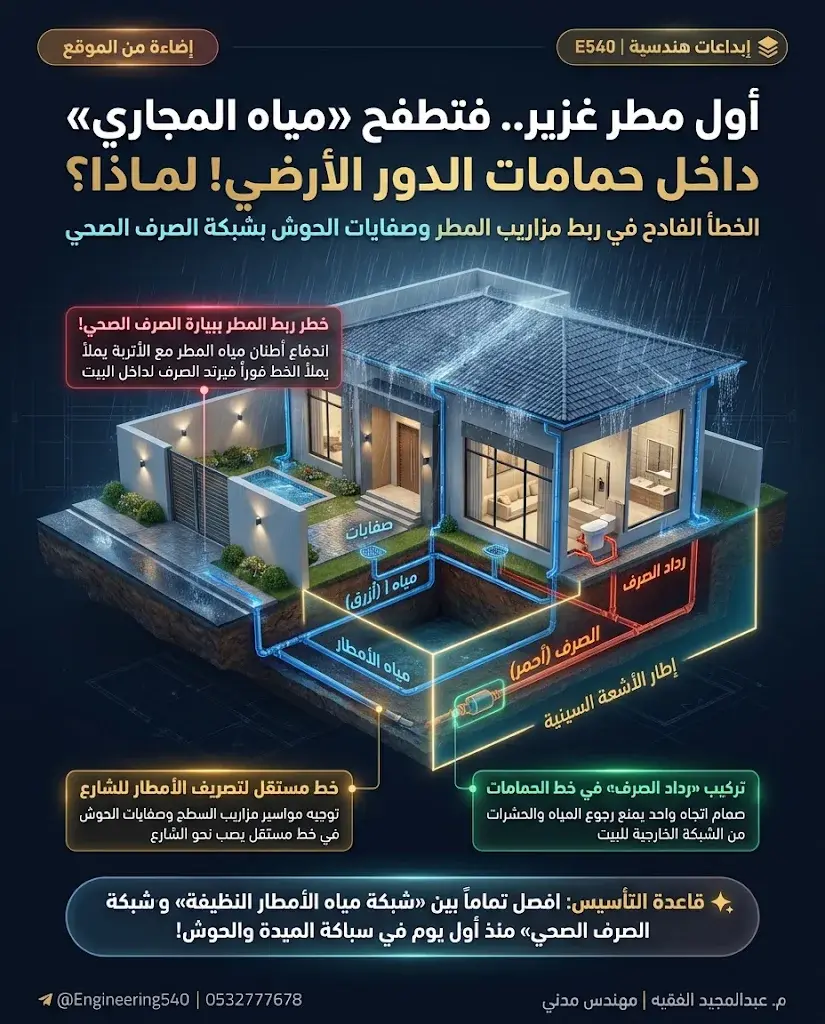 إبداعات هندسية | E540
إضاءة من الموقع
أول مطر غزير.. فتطفح «مياه المجاري»
داخل حمامات الدور الأرضي! لماذا؟
الخطأ الفادح في ربط مزاريب المطر وصفايات الحوش بشبكة الصرف الصحي
خطر ربط المطر ببيارة الصرف الصحي!
اندفاع أطنان مياه المطر مع الأتربة يملأ
يملأ الخط فوراً فيرتد الصرف لداخل البيت
صفايات
مياه | (أزرق)
مياه الأمطار
رداد الصرف
الصرف (أحمر)
إطار الأشعة السينية
خط مستقل لتصريف الأمطار للشارع
توجيه مواسير مزاريب السطح وصفايات الحوش
في خط مستقل يصب نحو الشارع
تركيب «رداد الصرف» في خط الحمامات
صمام اتجاه واحد يمنع رجوع المياه والحشرات
من الشبكة الخارجية للبيت
قاعدة التأسيس: افصل تماماً بين «شبكة مياه الأمطار النظيفة» و شبكة
الصرف الصحي» منذ أول يوم في سباكة الميدة والحوش!
م. عبدالمجيد الفقيه | مهندس مدني
@Engineering540 | 0532777678